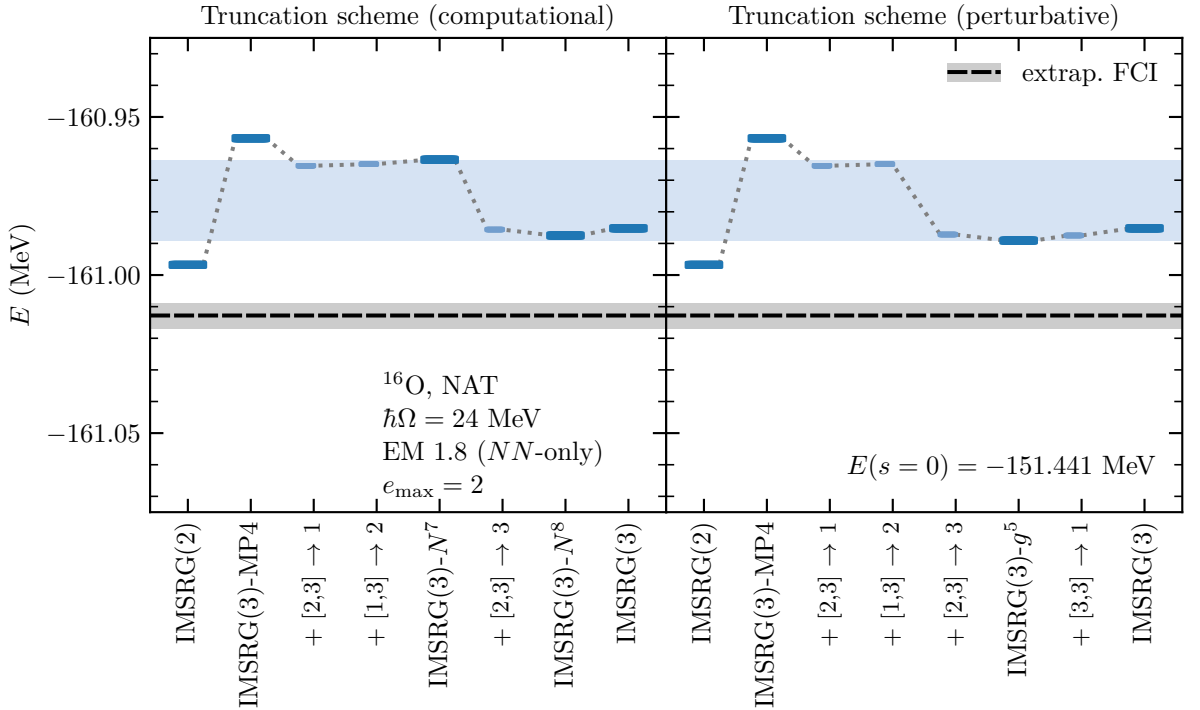 Truncation scheme (computational)
Truncation scheme (perturbative)
extrap. FCI
−160.95
−161.00
−161.05
E (MeV)
¹⁶O, NAT
ℏΩ = 24 MeV
EM 1.8 (NN-only)
eₘₐₓ = 2
E(s = 0) = −151.441 MeV
IMSRG(2)
IMSRG(3)-MP4
+ [2,3] → 1
+ [1,3] → 2
IMSRG(3)-N⁷
+ [2,3] → 3
IMSRG(3)-N⁸
IMSRG(3)
IMSRG(2)
IMSRG(3)-MP4
+ [2,3] → 1
+ [1,3] → 2
+ [2,3] → 3
IMSRG(3)-g⁵
+ [3,3] → 1
IMSRG(3)